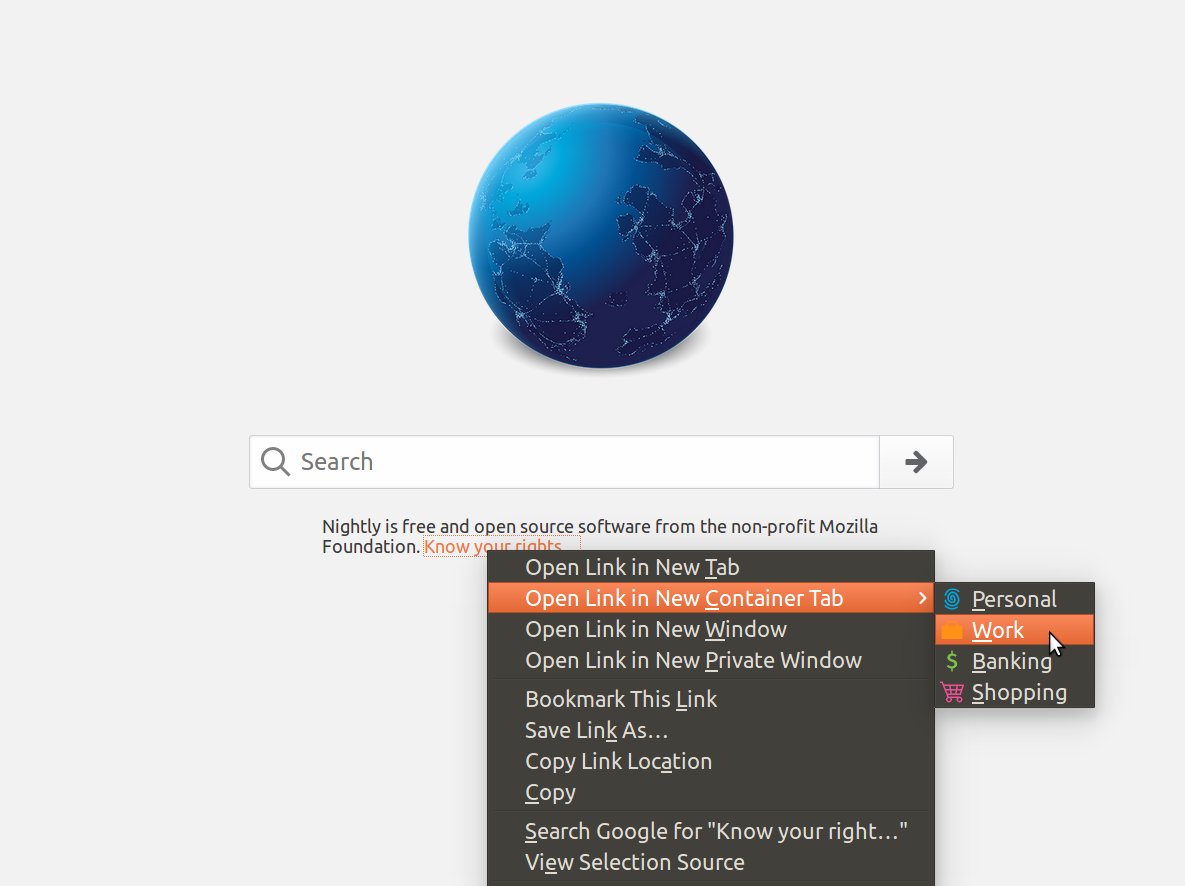 Search
Nightly is free and open source software from the non-profit Mozilla
Foundation. Know your rights...
Open Link in New Tab
Open Link in New Container Tab
Open Link in New Window
Open Link in New Private Window
Bookmark This Link
Save Link As...
Copy Link Location
Copy
Search Google for "Know your right..."
View Selection Source
Personal
Work
Banking
Shopping